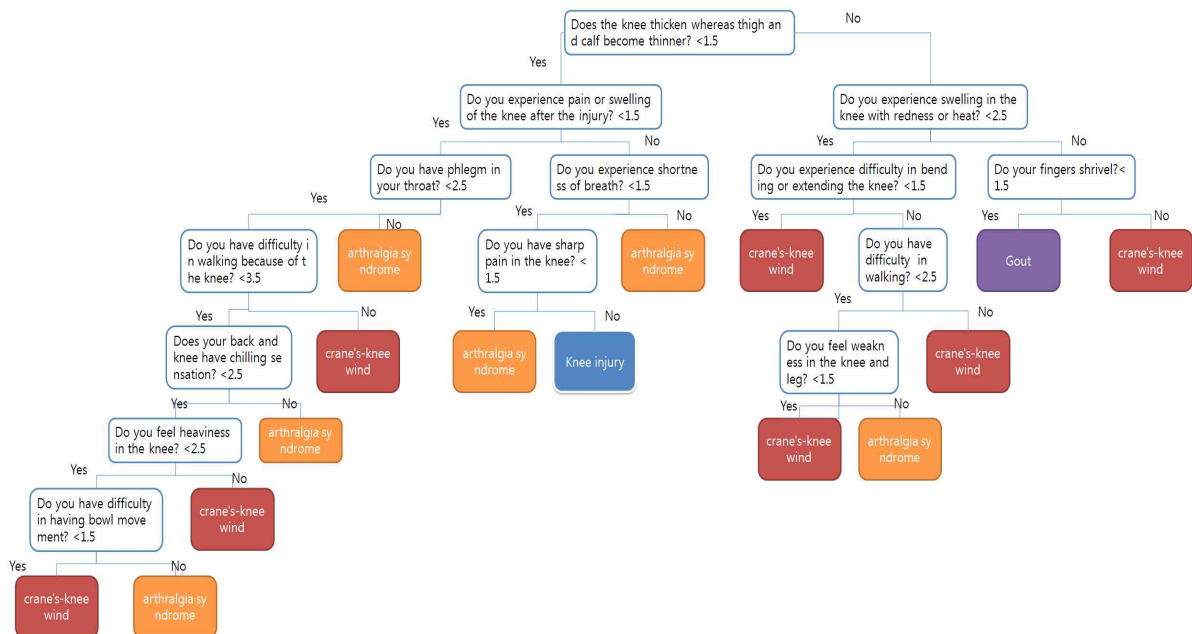 Does the knee thicken whereas thigh an
d calf become thinner? <1.5
No
Yes
Do you experience pain or swelling
of the knee after the injury? <1.5
Do you experience swelling in the
knee with redness or heat? <2.5
Yes
No
Yes
No
Do you have phlegm in
your throat? <2.5
Do you experience shortne
ss of breath? <1.5
Do you experience difficulty in bend
ing or extending the knee? <1.5
Do your fingers shrivel?<
1.5
Yes
No
Yes
No
Yes
No
Yes
No
Do you have difficulty i
n walking because of t
he knee? <3.5
arthralgia sy
ndrome
Do you have sharp
pain in the knee? <
1.5
arthralgia sy
ndrome
crane's-knee
wind
Do you have
difficulty in
walking? <2.5
Gout
crane's-knee
wind
Yes
No
Yes
No
Yes
No
Does your back and
knee have chilling se
nsation? <2.5
crane's-knee
wind
arthralgia sy
ndrome
Knee injury
Do you feel weakn
ess in the knee and
leg? <1.5
crane's-knee
wind
Yes
No
Yes
No
Do you feel heaviness
in the knee? <2.5
arthralgia sy
ndrome
crane's-knee
wind
arthralgia sy
ndrome
Yes
No
Do you have difficulty
in having bowl move
ment? <1.5
crane's-knee
wind
Yes
No
crane's-knee
wind
arthralgia sy
ndrome